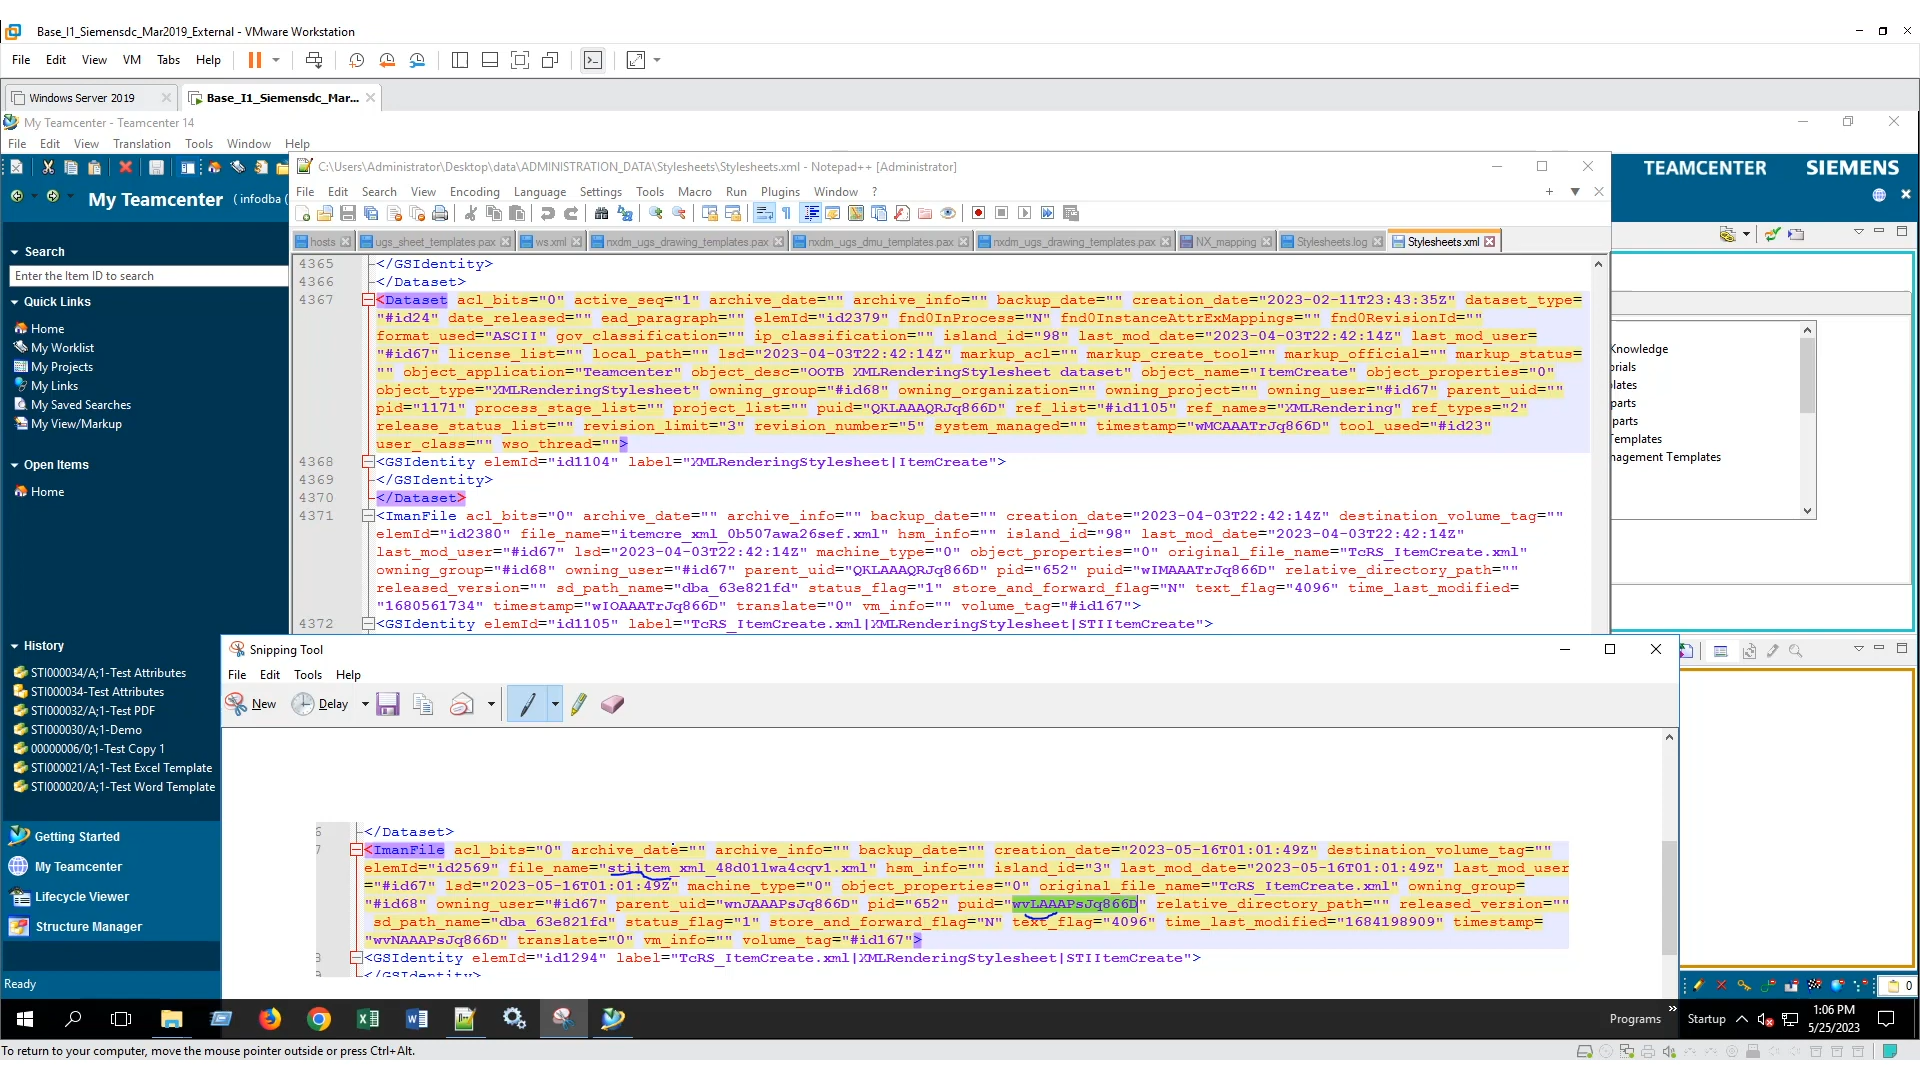 Base_I1_Siemensdc_Mar2019_External - VMware Workstation
File Edit View VM Tabs Help
Windows Server 2019
Base_I1_Siemensdc_Mar...
My Teamcenter - Teamcenter 14
File Edit View Translation Tools Window Help
My Teamcenter ( infodba (
TEAMCENTER SIEMENS
Search
Enter the Item ID to search
Quick Links
Home
My Worklist
My Projects
My Links
My Saved Searches
My View/Markup
Open Items
Home
History
STI000034/A;1-Test Attributes
STI000034-Test Attributes
STI000032/A;1-Test PDF
STI000030/A;1-Demo
00000006/0;1-Test Copy 1
STI000021/A;1-Test Excel Template
STI000020/A;1-Test Word Template
Getting Started
My Teamcenter
Lifecycle Viewer
Structure Manager
Ready
C:\Users\Administrator\Desktop\data\ADMINISTRATION_DATA\Stylesheets\Stylesheets.xml - Notepad++ [Administrator]
File Edit Search View Encoding Language Settings Tools Macro Run Plugins Window ?
hosts ugs_sheet_templates.pax ws.xml nxdm_ugs_drawing_templates.pax nxdm_ugs_dmu_templates.pax nxdm_ugs_drawing_templates.pax NX_mapping Stylesheets.log Stylesheets.xml
4365 </GSIdentity>
4366 </Dataset>
4367 <Dataset acl_bits="0" active_seq="1" archive_date="" archive_info="" backup_date="" creation_date="2023-02-11T23:43:35Z" dataset_type=
"#id24" date_released="" ead_paragraph="" elemId="id2379" fnd0InProcess="N" fnd0InstanceAttrExMappings="" fnd0RevisionId=""
format_used="ASCII" gov_classification="" ip_classification="" island_id="98" last_mod_date="2023-04-03T22:42:14Z" last_mod_user=
"#id67" license_list="" local_path="" lsd="2023-04-03T22:42:14Z" markup_acl="" markup_create_tool="" markup_official="" markup_status=
"" object_application="Teamcenter" object_desc="OOTB XMLRenderingStylesheet dataset" object_name="ItemCreate" object_properties="0"
object_type="XMLRenderingStylesheet" owning_group="#id68" owning_organization="" owning_project="" owning_user="#id67" parent_uid=""
pid="1171" process_stage_list="" project_list="" puid="QKLAAAQRJq866D" ref_list="#id1105" ref_names="XMLRendering" ref_types="2"
release_status_list="" revision_limit="3" revision_number="5" system_managed="" timestamp="wMCAAATrJq866D" tool_used="#id23"
user_class="" wso_thread="">
4368 <GSIdentity elemId="id1104" label="XMLRenderingStylesheet|ItemCreate">
4369 </GSIdentity>
4370 </Dataset>
4371 <ImanFile acl_bits="0" archive_date="" archive_info="" backup_date="" creation_date="2023-04-03T22:42:14Z" destination_volume_tag=""
elemId="id2380" file_name="itemcre_xml_0b507awa26sef.xml" hsm_info="" island_id="98" last_mod_date="2023-04-03T22:42:14Z"
last_mod_user="#id67" lsd="2023-04-03T22:42:14Z" machine_type="0" object_properties="0" original_file_name="TcRS_ItemCreate.xml"
owning_group="#id68" owning_user="#id67" parent_uid="QKLAAAQRJq866D" pid="652" puid="wIMAAATrJq866D" relative_directory_path=""
released_version="" sd_path_name="dba_63e821fd" status_flag="1" store_and_forward_flag="N" text_flag="4096" time_last_modified=
"1680561734" timestamp="wIOAAATrJq866D" translate="0" vm_info="" volume_tag="#id167">
4372 <GSIdentity elemId="id1105" label="TcRS_ItemCreate.xml|XMLRenderingStylesheet|STIItemCreate">
Knowledge
orials
lates
parts
parts
Templates
nagement Templates
Snipping Tool
File Edit Tools Help
New Delay
</Dataset>
7 <ImanFile acl_bits="0" archive_date="" archive_info="" backup_date="" creation_date="2023-05-16T01:01:49Z" destination_volume_tag=""
elemId="id2569" file_name="stiitem_xml_48d01lwa4cqv1.xml" hsm_info="" island_id="3" last_mod_date="2023-05-16T01:01:49Z" last_mod_user
="#id67" lsd="2023-05-16T01:01:49Z" machine_type="0" object_properties="0" original_file_name="TcRS_ItemCreate.xml" owning_group=
"#id68" owning_user="#id67" parent_uid="wnJAAAPsJq866D" pid="652" puid="wvLAAAPsJq866D" relative_directory_path="" released_version=""
sd_path_name="dba_63e821fd" status_flag="1" store_and_forward_flag="N" text_flag="4096" time_last_modified="1684198909" timestamp=
"wvNAAAPsJq866D" translate="0" vm_info="" volume_tag="#id167">
<GSIdentity elemId="id1294" label="TcRS_ItemCreate.xml|XMLRenderingStylesheet|STIItemCreate">
</GSIdentity>
0
Programs Startup 1:06 PM
5/25/2023
To return to your computer, move the mouse pointer outside or press Ctrl+Alt.